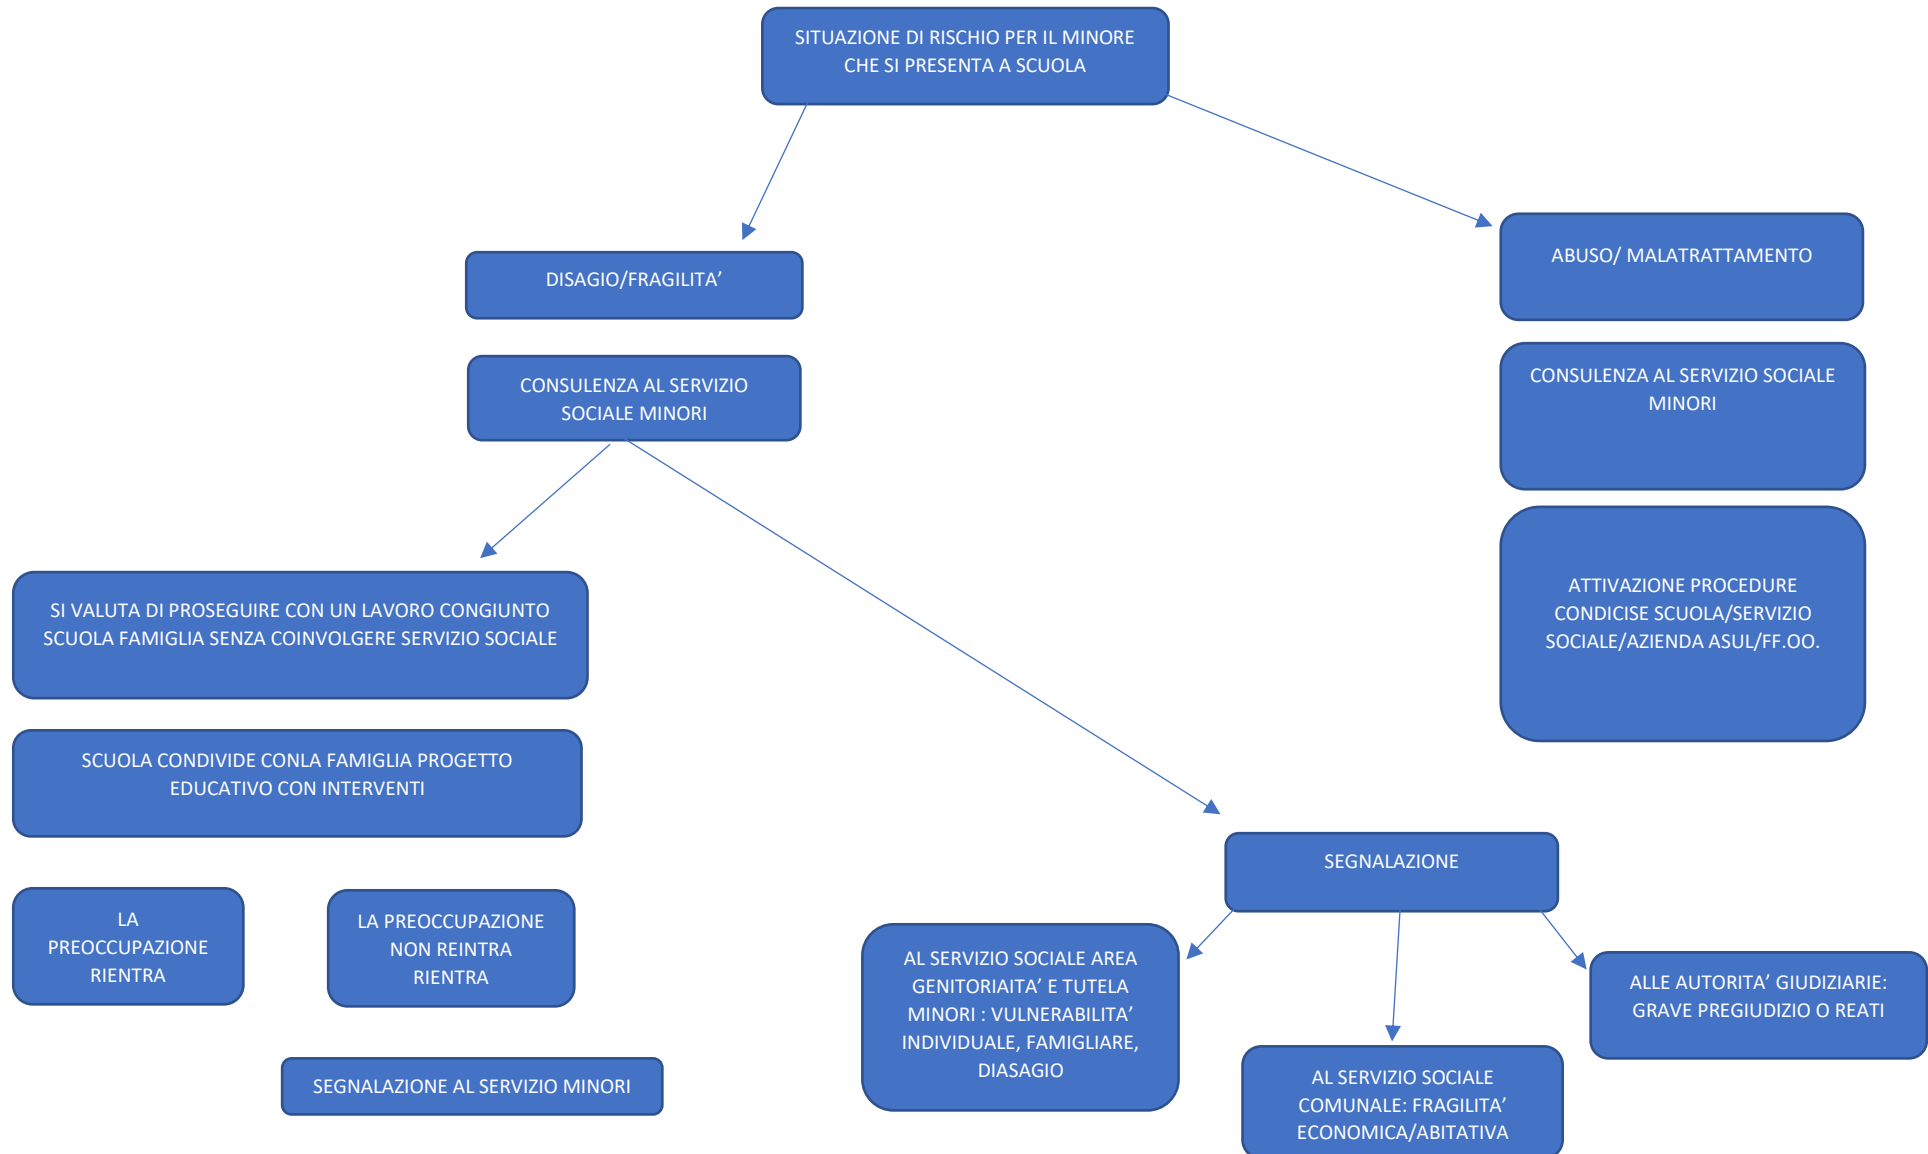 SITUAZIONE DI RISCHIO PER IL MINORE
CHE SI PRESENTA A SCUOLA
DISAGIO/FRAGILITA’
ABUSO/ MALATRATTAMENTO
CONSULENZA AL SERVIZIO
SOCIALE MINORI
CONSULENZA AL SERVIZIO SOCIALE
MINORI
ATTIVAZIONE PROCEDURE
CONDICISE SCUOLA/SERVIZIO
SOCIALE/AZIENDA ASUL/FF.OO.
SI VALUTA DI PROSEGUIRE CON UN LAVORO CONGIUNTO
SCUOLA FAMIGLIA SENZA COINVOLGERE SERVIZIO SOCIALE
SCUOLA CONDIVIDE CONLA FAMIGLIA PROGETTO
EDUCATIVO CON INTERVENTI
LA
PREOCCUPAZIONE
RIENTRA
LA PREOCCUPAZIONE
NON REINTRA
RIENTRA
SEGNALAZIONE AL SERVIZIO MINORI
SEGNALAZIONE
AL SERVIZIO SOCIALE AREA
GENITORIAITA’ E TUTELA
MINORI : VULNERABILITA’
INDIVIDUALE, FAMIGLIARE,
DIASAGIO
AL SERVIZIO SOCIALE
COMUNALE: FRAGILITA’
ECONOMICA/ABITATIVA
ALLE AUTORITA’ GIUDIZIARIE:
GRAVE PREGIUDIZIO O REATI